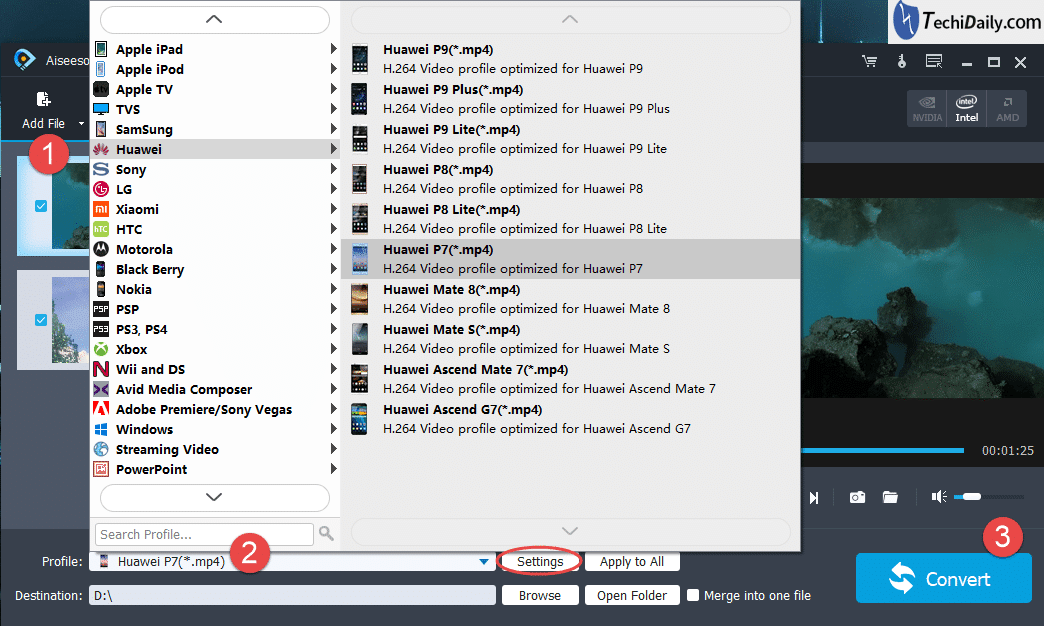 TechiDaily.com
Aiseeso
NVIDIA
intel
Intel
AMD
Add File
1
Apple iPad
Apple iPod
Apple TV
TVS
SamSung
Huawei
Sony
LG
Xiaomi
HTC
Motorola
Black Berry
Nokia
PSP
PS3, PS4
Xbox
Wii and DS
Avid Media Composer
Adobe Premiere/Sony Vegas
Windows
Streaming Video
PowerPoint
Search Profile...
Huawei P9(*.mp4)
H.264 Video profile optimized for Huawei P9
Huawei P9 Plus(*.mp4)
H.264 Video profile optimized for Huawei P9 Plus
Huawei P9 Lite(*.mp4)
H.264 Video profile optimized for Huawei P9 Lite
Huawei P8(*.mp4)
H.264 Video profile optimized for Huawei P8
Huawei P8 Lite(*.mp4)
H.264 Video profile optimized for Huawei P8 Lite
Huawei P7(*.mp4)
H.264 Video profile optimized for Huawei P7
Huawei Mate 8(*.mp4)
H.264 Video profile optimized for Huawei Mate 8
Huawei Mate S(*.mp4)
H.264 Video profile optimized for Huawei Mate S
Huawei Ascend Mate 7(*.mp4)
H.264 Video profile optimized for Huawei Ascend Mate 7
Huawei Ascend G7(*.mp4)
H.264 Video profile optimized for Huawei Ascend G7
00:01:25
2
3
Profile: Huawei P7(*.mp4) Settings Apply to All
Convert
Destination: D:\ Browse Open Folder Merge into one file